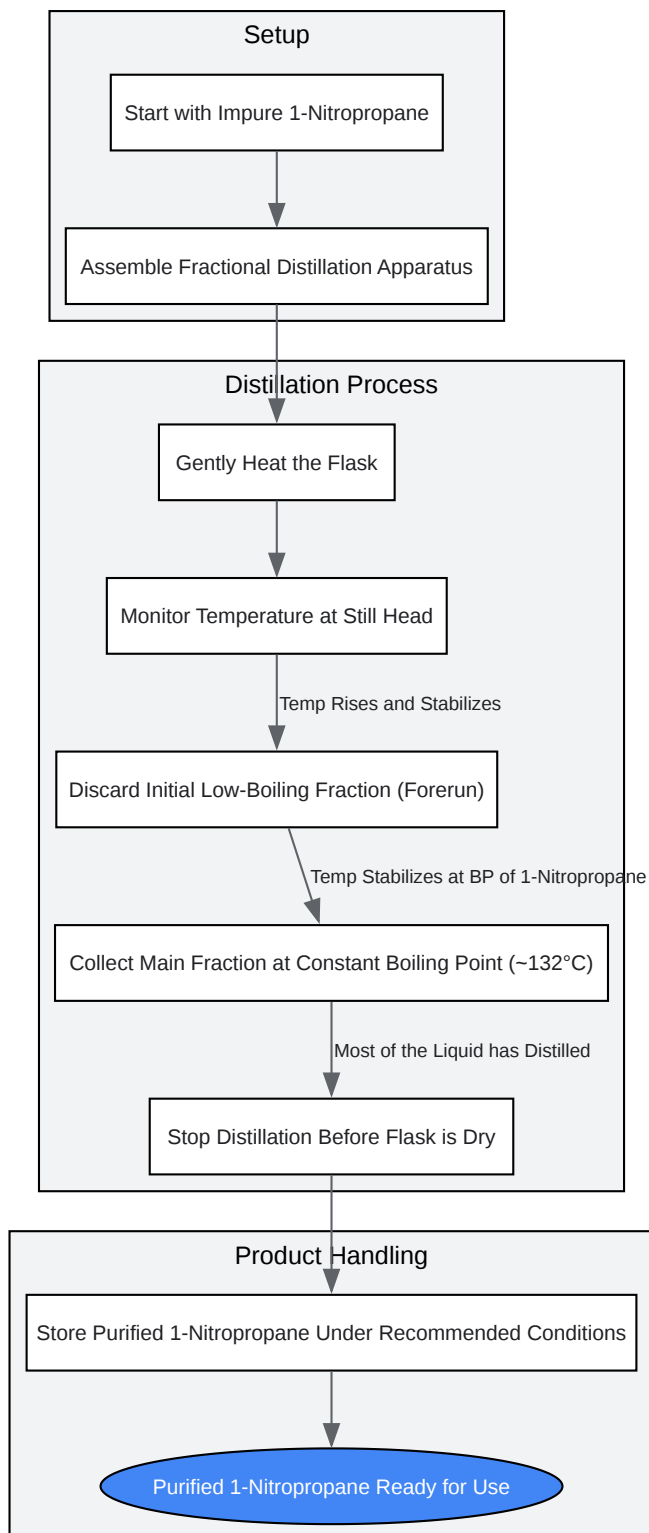 Setup
Start with Impure 1-Nitropropane
Assemble Fractional Distillation Apparatus
Distillation Process
Gently Heat the Flask
Monitor Temperature at Still Head
Temp Rises and Stabilizes
Discard Initial Low-Boiling Fraction (Forerun)
Temp Stabilizes at BP of 1-Nitropropane
Collect Main Fraction at Constant Boiling Point (~132°C)
Most of the Liquid has Distilled
Stop Distillation Before Flask is Dry
Product Handling
Store Purified 1-Nitropropane Under Recommended Conditions
Purified 1-Nitropropane Ready for Use